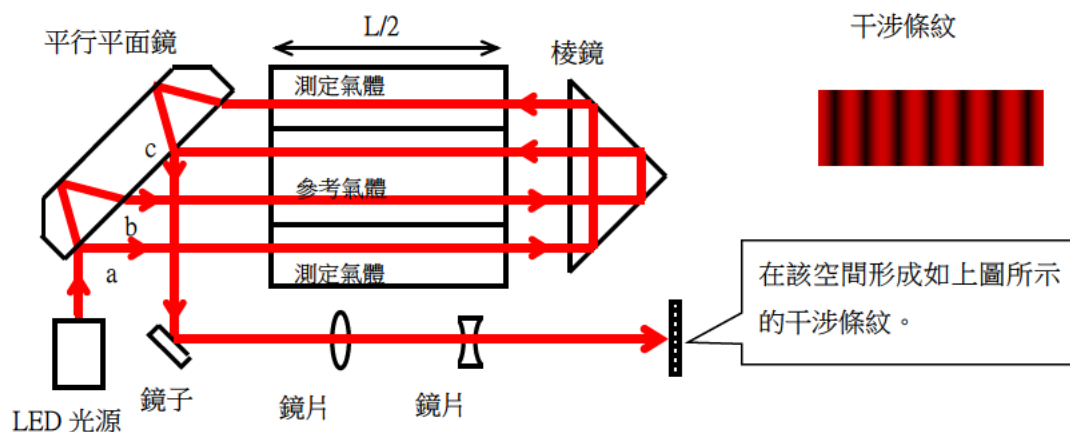 平行平面鏡
L/2
稜鏡
干涉條紋
測定氣體
c
參考氣體
b
a
測定氣體
在該空間形成如上圖所示
的干涉條紋。
LED 光源
鏡子
鏡片
鏡片